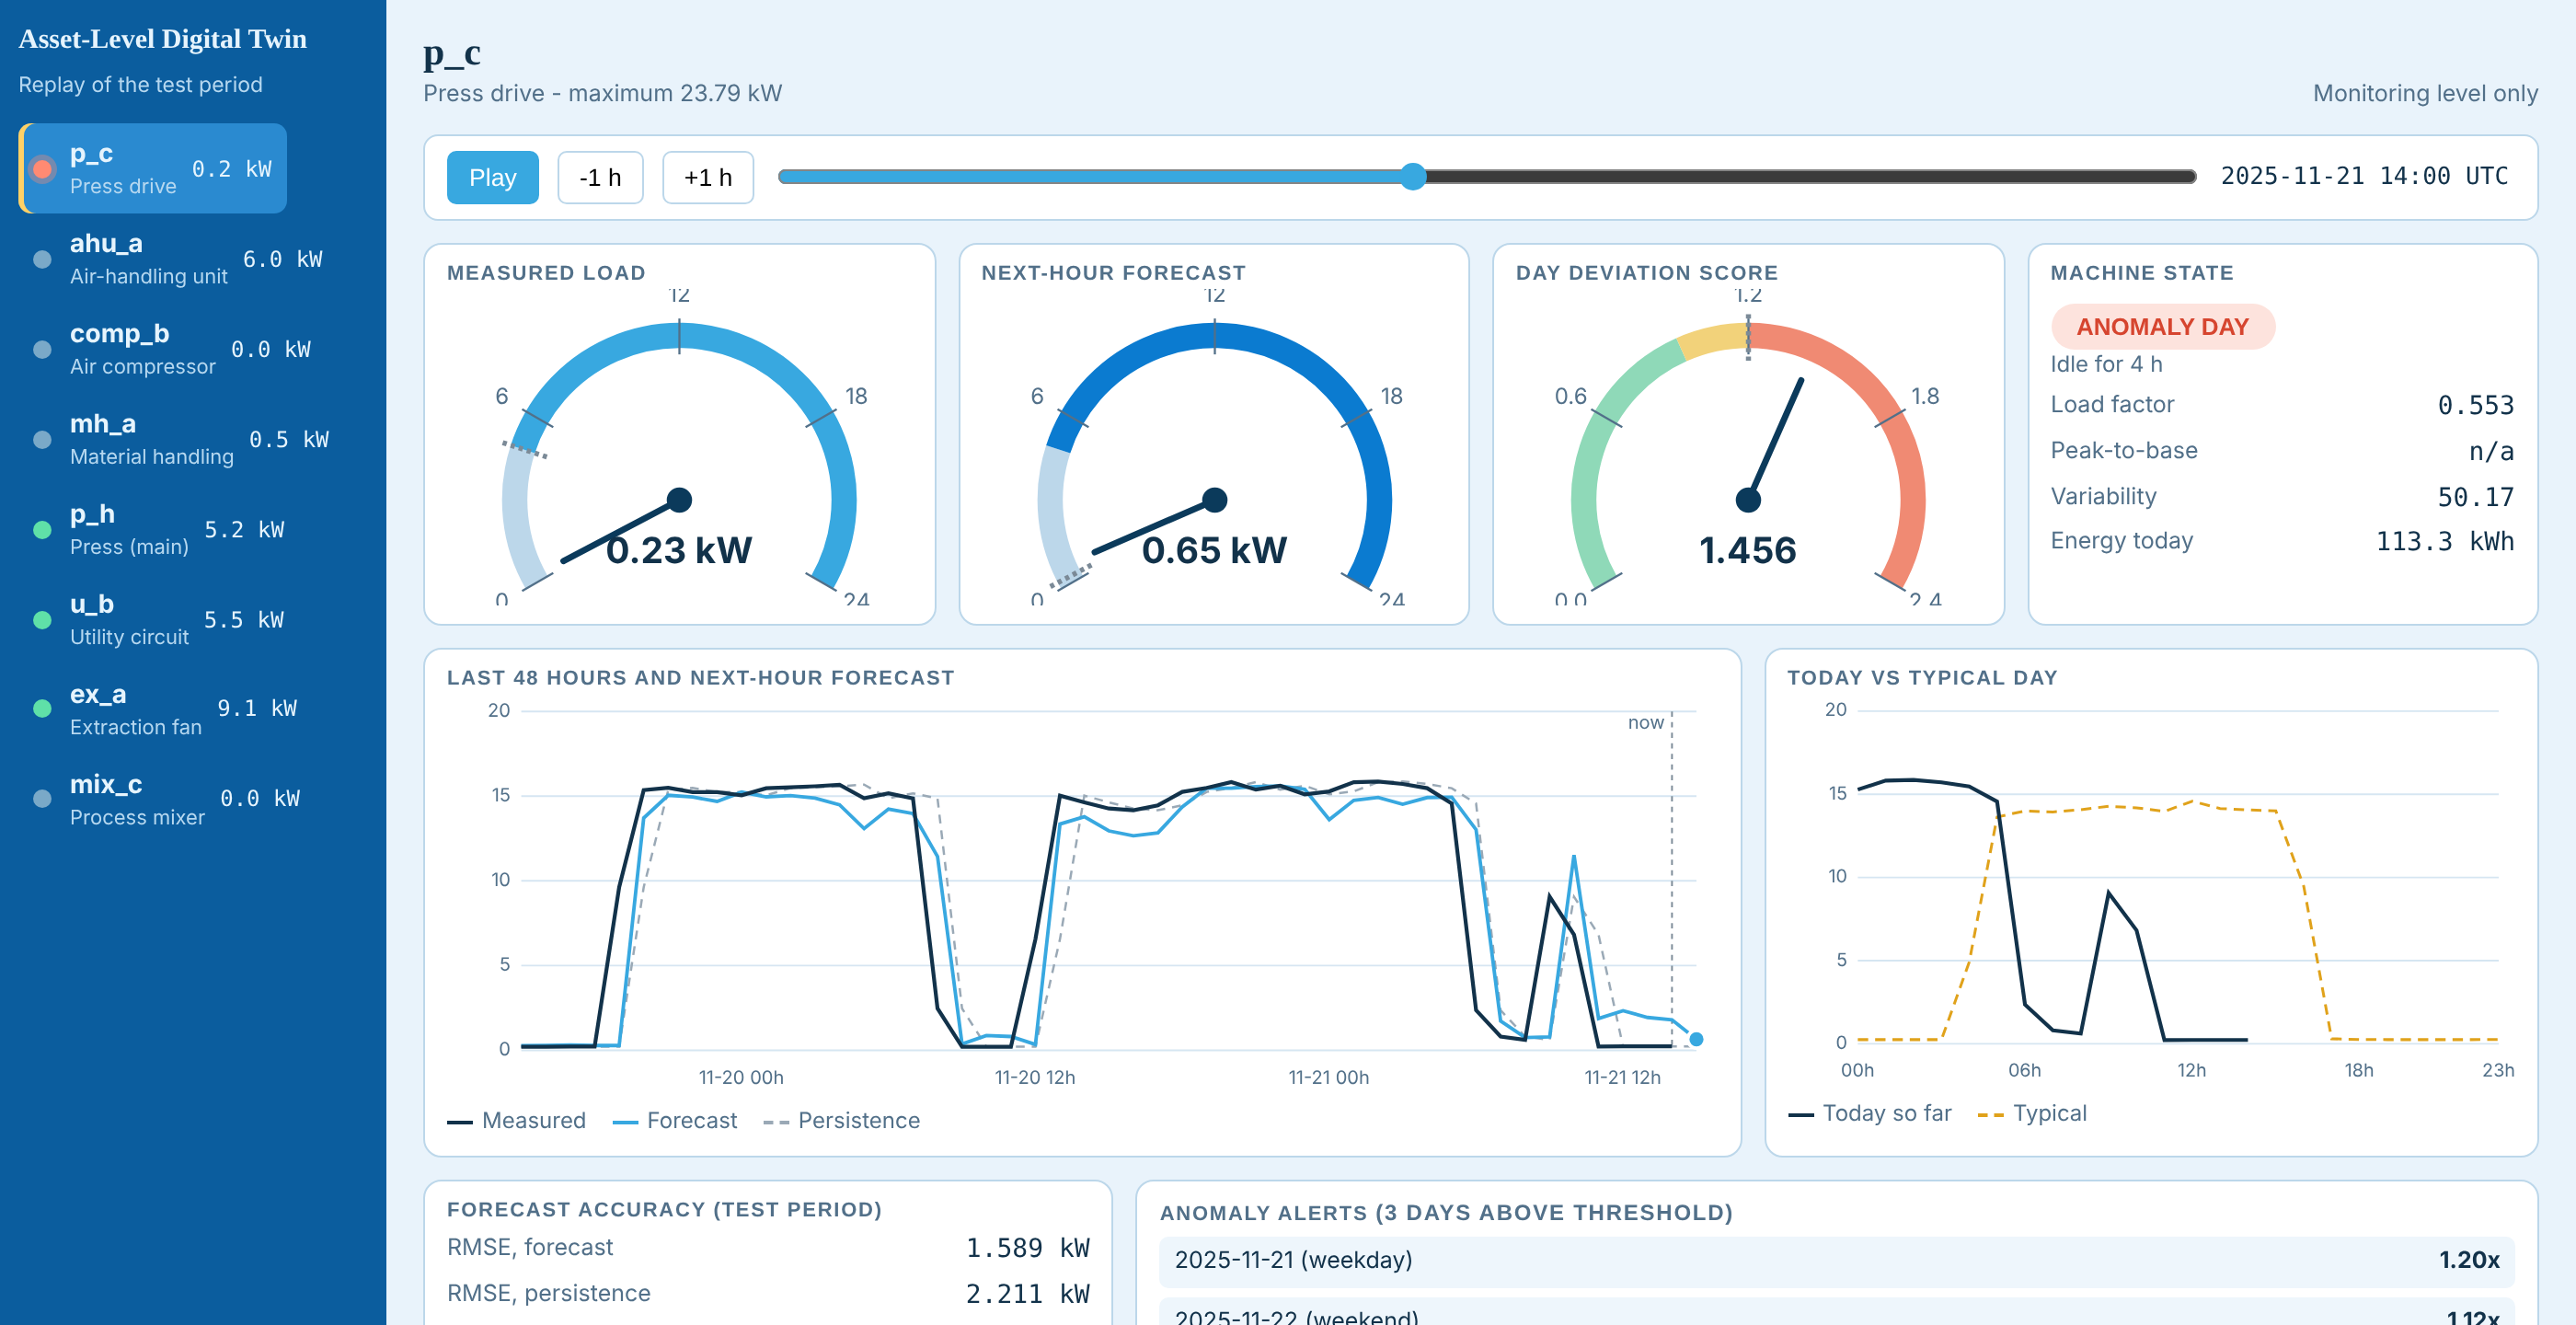 Asset-Level Digital Twin
Replay of the test period
p_c
Press drive
0.2 kW
ahu_a
Air-handling unit
6.0 kW
comp_b
Air compressor
0.0 kW
mh_a
Material handling
0.5 kW
p_h
Press (main)
5.2 kW
u_b
Utility circuit
5.5 kW
ex_a
Extraction fan
9.1 kW
mix_c
Process mixer
0.0 kW
p_c
Press drive - maximum 23.79 kW
Monitoring level only
Play
-1 h
+1 h
2025-11-21 14:00 UTC
MEASURED LOAD
12
6
18
0.23 kW
0
24
NEXT-HOUR FORECAST
12
6
18
0.65 kW
0
24
DAY DEVIATION SCORE
1.2
0.6
1.8
1.456
0.0
2.4
MACHINE STATE
ANOMALY DAY
Idle for 4 h
Load factor 0.553
Peak-to-base n/a
Variability 50.17
Energy today 113.3 kWh
LAST 48 HOURS AND NEXT-HOUR FORECAST
20
now
15
10
5
0
11-20 00h
11-20 12h
11-21 00h
11-21 12h
Measured
Forecast
Persistence
TODAY VS TYPICAL DAY
20
15
10
5
0
00h
06h
12h
18h
23h
Today so far
Typical
FORECAST ACCURACY (TEST PERIOD)
RMSE, forecast 1.589 kW
RMSE, persistence 2.211 kW
ANOMALY ALERTS (3 DAYS ABOVE THRESHOLD)
2025-11-21 (weekday) 1.20x
2025-11-22 (weekend) 1.12x